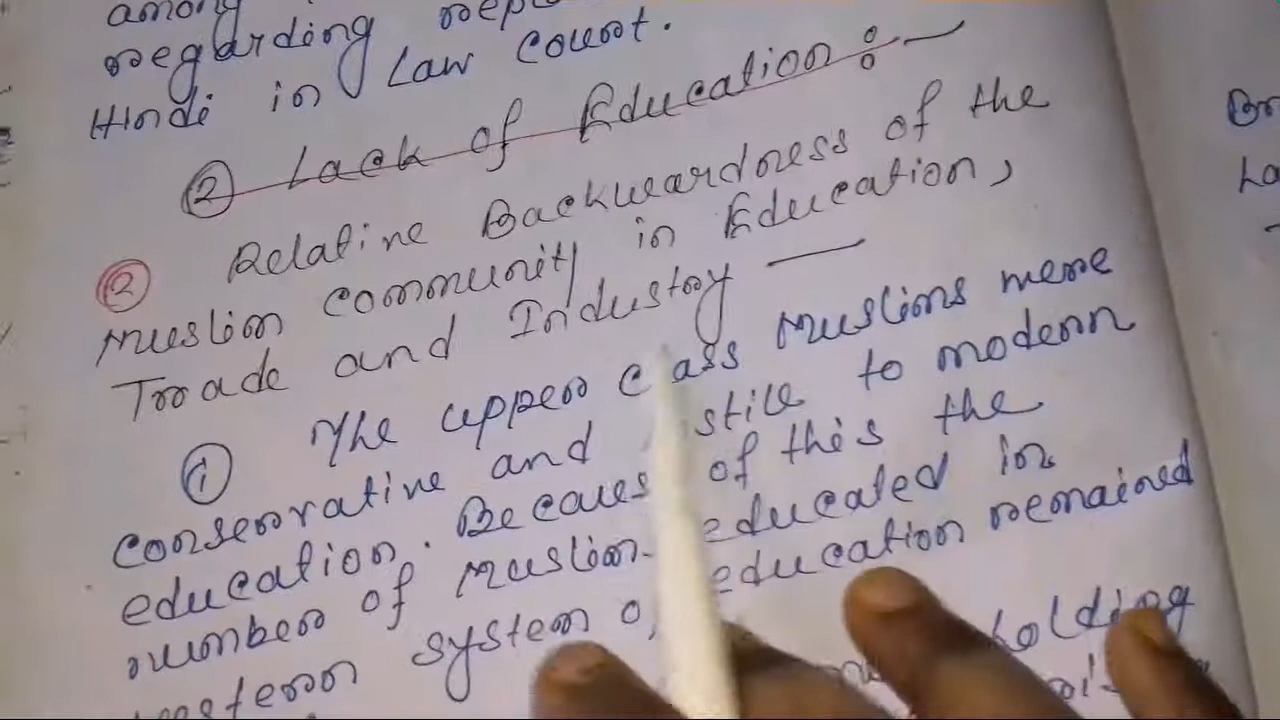 among
regarding
Hindi in Law Court.
② Lack of Education :—
② Relative Backwardness of the
Muslim community in Education,
Trade and Industry —
① The upper class Muslims were
conservative and to modern
education. Because of this the
number of Muslim educated in
system education remained
holding